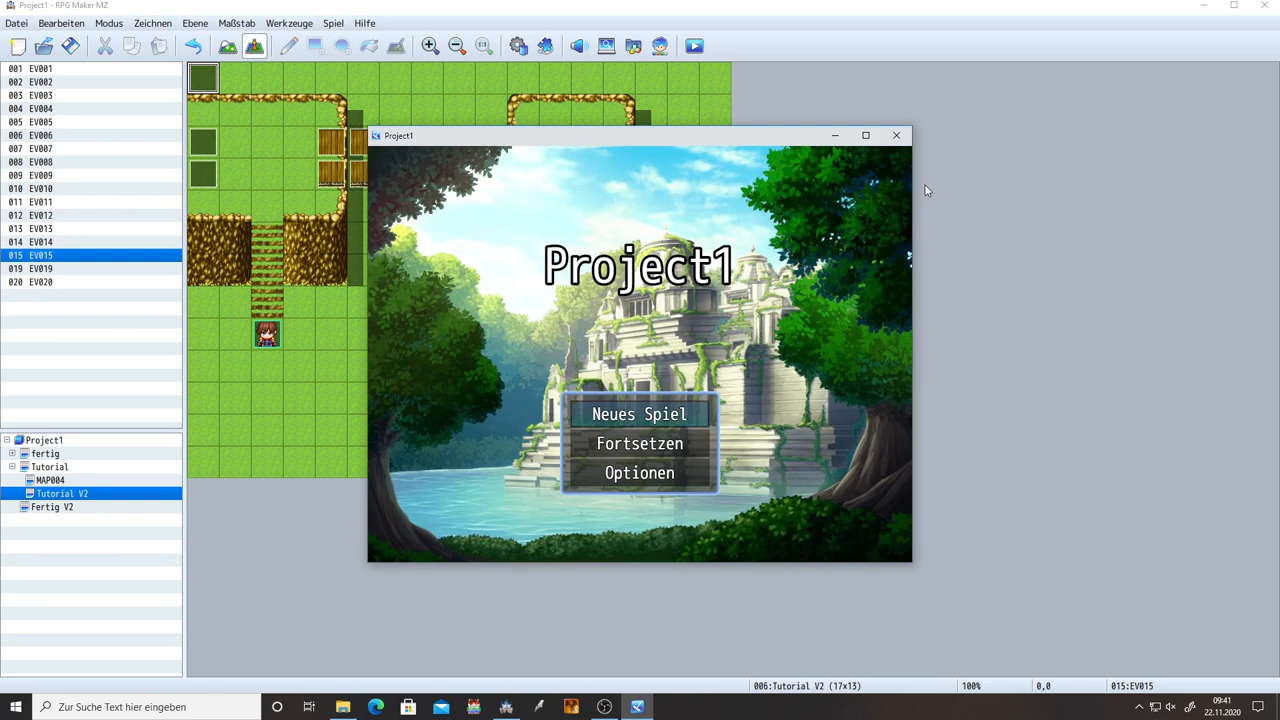 Project1 - RPG Maker MZ
Datei Bearbeiten Modus Zeichnen Ebene Maßstab Werkzeuge Spiel Hilfe
001 EV001
002 EV002
003 EV003
004 EV004
005 EV005
006 EV006
007 EV007
008 EV008
009 EV009
010 EV010
011 EV011
012 EV012
013 EV013
014 EV014
015 EV015
019 EV019
020 EV020
Project1
fertig
Tutorial
MAP004
Tutorial V2
Fertig V2
Project1
Project1
Neues Spiel
Fortsetzen
Optionen
006:Tutorial V2 (17x13) 100% 0,0 015:EV015
Zur Suche Text hier eingeben
09:41
22.11.2020